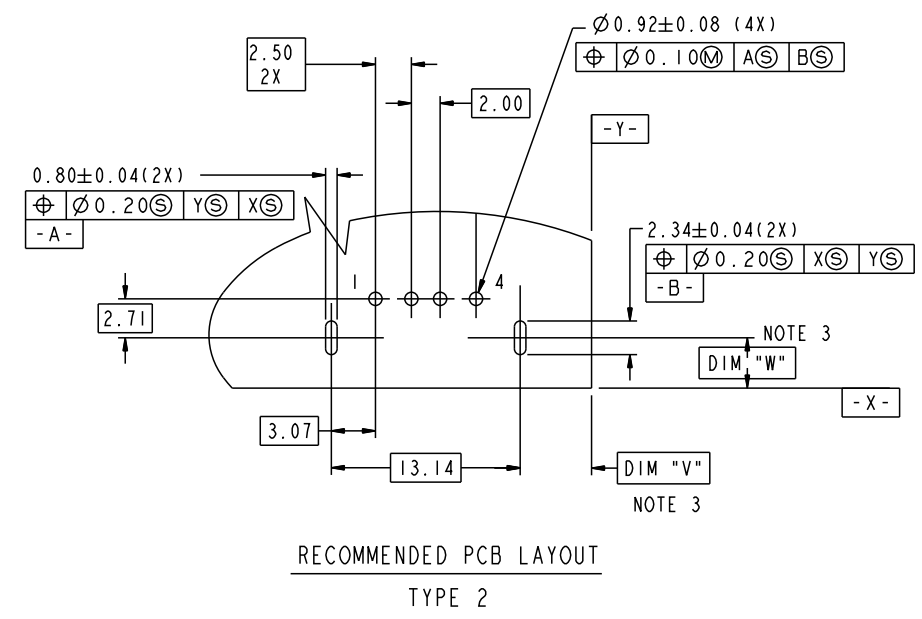 Ø0.92±0.08 (4X)
⌖ Ø0.10Ⓜ AⓈ BⓈ
2.50
2X
2.00
-Y-
0.80±0.04(2X)
⌖ Ø0.20Ⓢ YⓈ XⓈ
-A-
2.34±0.04(2X)
⌖ Ø0.20Ⓢ XⓈ YⓈ
-B-
1 4
2.71
NOTE 3
DIM "W"
-X-
3.07
13.14
DIM "V"
NOTE 3
RECOMMENDED PCB LAYOUT
TYPE 2